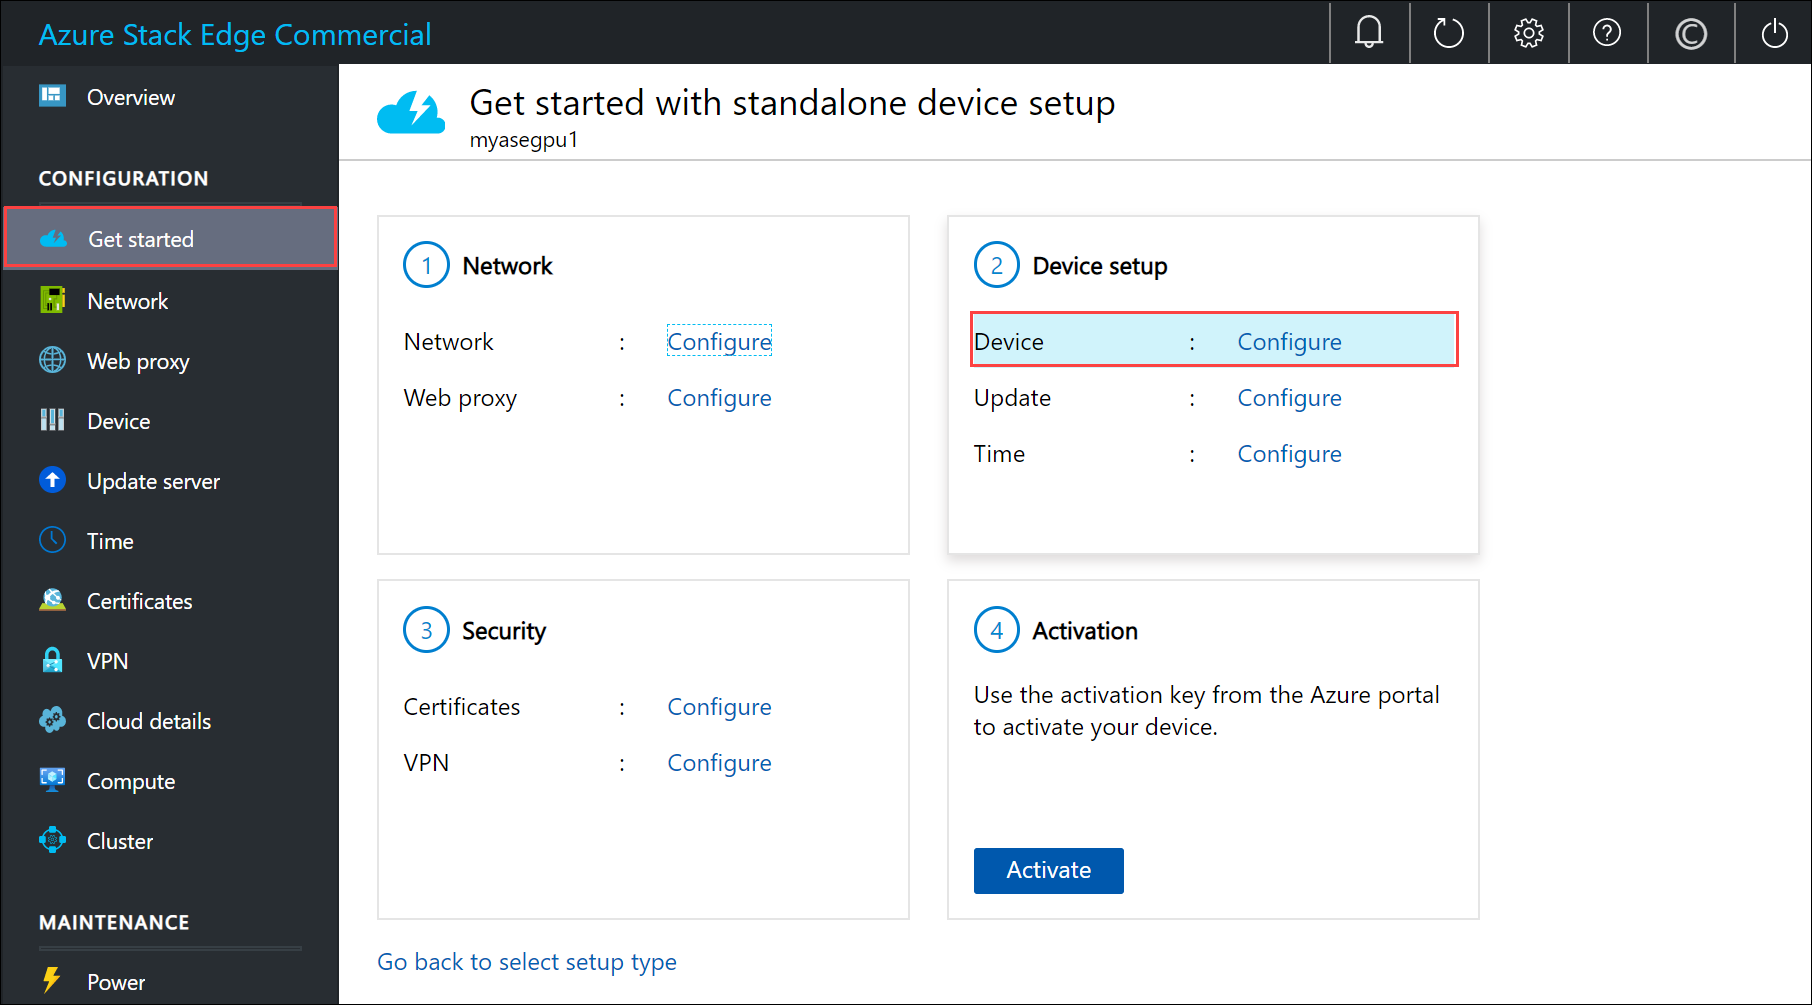 Azure Stack Edge Commercial
Overview
CONFIGURATION
Get started
Network
Web proxy
Device
Update server
Time
Certificates
VPN
Cloud details
Compute
Cluster
MAINTENANCE
Power
Get started with standalone device setup
myasegpu1
1 Network
Network : Configure
Web proxy : Configure
2 Device setup
Device : Configure
Update : Configure
Time : Configure
3 Security
Certificates : Configure
VPN : Configure
4 Activation
Use the activation key from the Azure portal
to activate your device.
Activate
Go back to select setup type